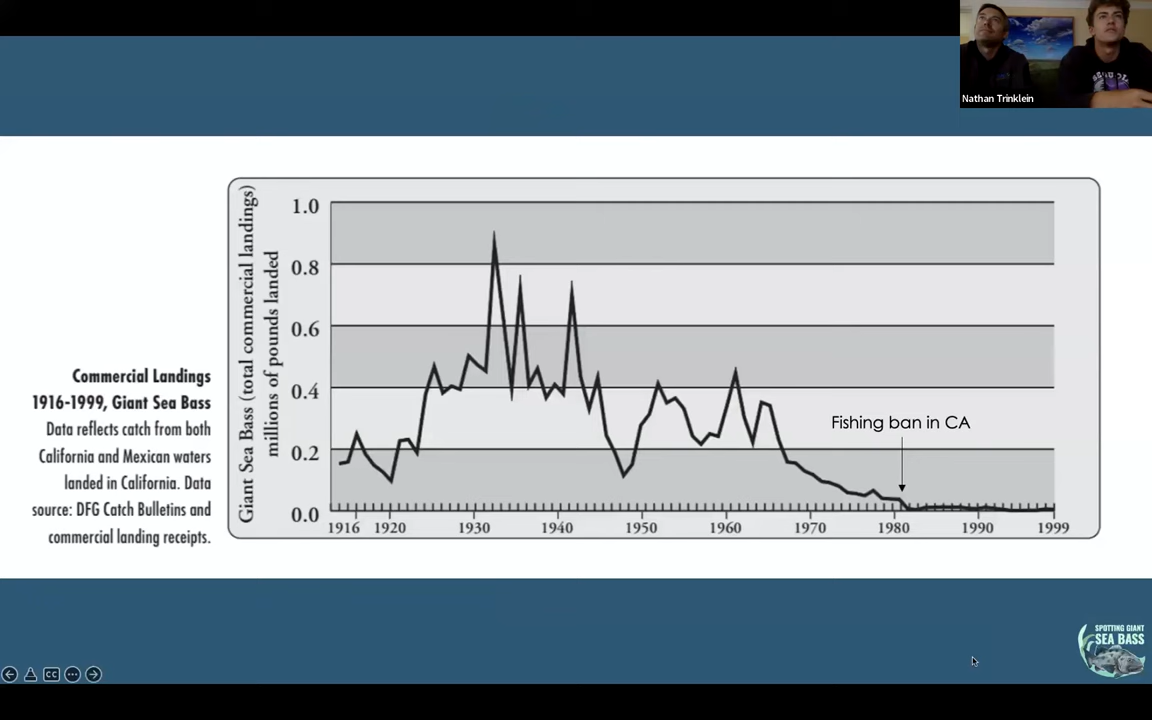 Nathan Trinklein
Giant Sea Bass (total commercial landings)
millions of pounds landed
1.0
0.8
0.6
0.4
0.2
0.0
1916 1920 1930 1940 1950 1960 1970 1980 1990 1999
Fishing ban in CA
Commercial Landings
1916-1999, Giant Sea Bass
Data reflects catch from both
California and Mexican waters
landed in California. Data
source: DFG Catch Bulletins and
commercial landing receipts.
SPOTTING GIANT
SEA BASS
CC